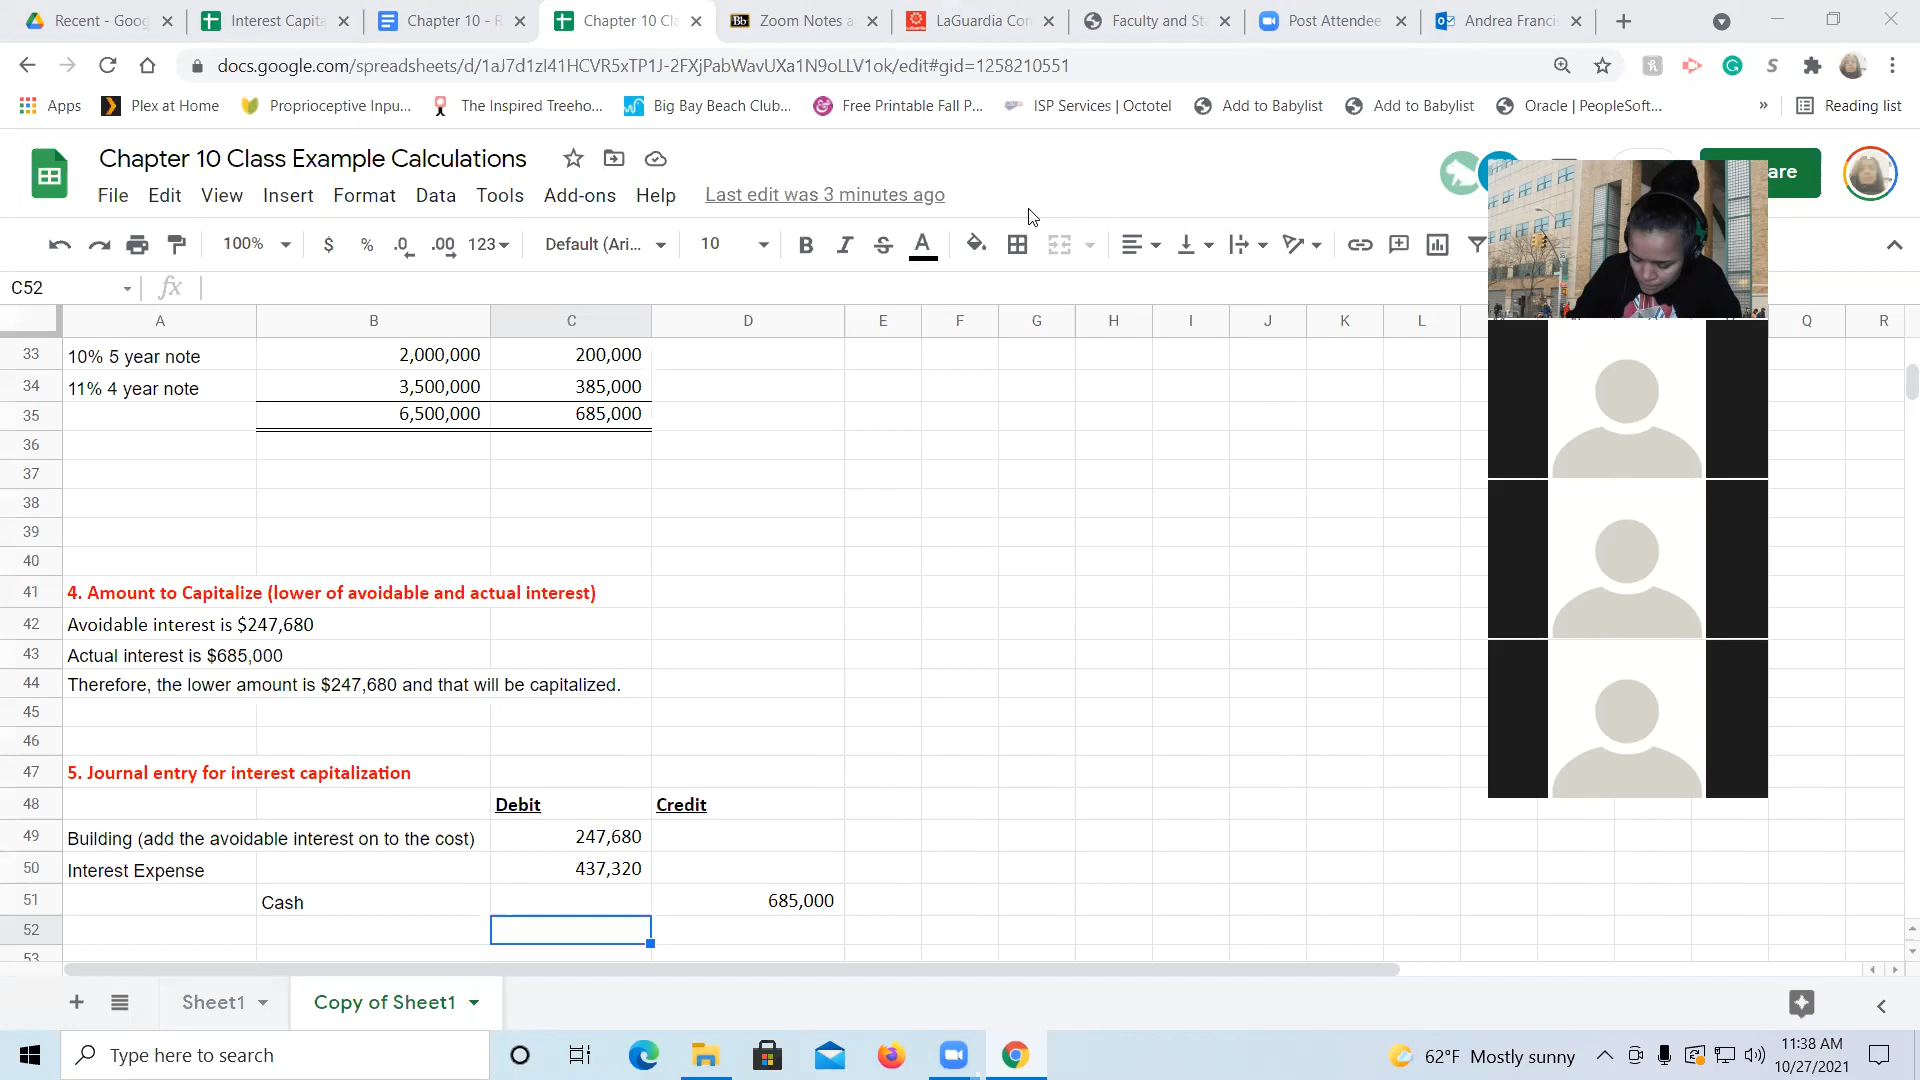 Recent - Goog
Interest Capita
Chapter 10 - R
Chapter 10 Cla
Bb
Zoom Notes a
LaGuardia Con
Faculty and St
Post Attendee
Andrea Franci
docs.google.com/spreadsheets/d/1aJ7d1zI41HCVR5xTP1J-2FXjPabWavUXa1N9oLLV1ok/edit#gid=1258210551
Apps
Plex at Home
Proprioceptive Inpu...
The Inspired Treeho...
Big Bay Beach Club...
Free Printable Fall P...
ISP Services | Octotel
Add to Babylist
Add to Babylist
Oracle | PeopleSoft...
»
Reading list
Chapter 10 Class Example Calculations
are
File Edit View Insert Format Data Tools Add-ons Help Last edit was 3 minutes ago
100% $ % .0 .00 123 Default (Ari... 10 B I S A
C52 fx
A B C D E F G H I J K L Q R
33 10% 5 year note 2,000,000 200,000
34 11% 4 year note 3,500,000 385,000
35 6,500,000 685,000
36
37
38
39
40
41 4. Amount to Capitalize (lower of avoidable and actual interest)
42 Avoidable interest is $247,680
43 Actual interest is $685,000
44 Therefore, the lower amount is $247,680 and that will be capitalized.
45
46
47 5. Journal entry for interest capitalization
48 Debit Credit
49 Building (add the avoidable interest on to the cost) 247,680
50 Interest Expense 437,320
51 Cash 685,000
52
53
Sheet1 Copy of Sheet1
Type here to search
62°F Mostly sunny
11:38 AM
10/27/2021